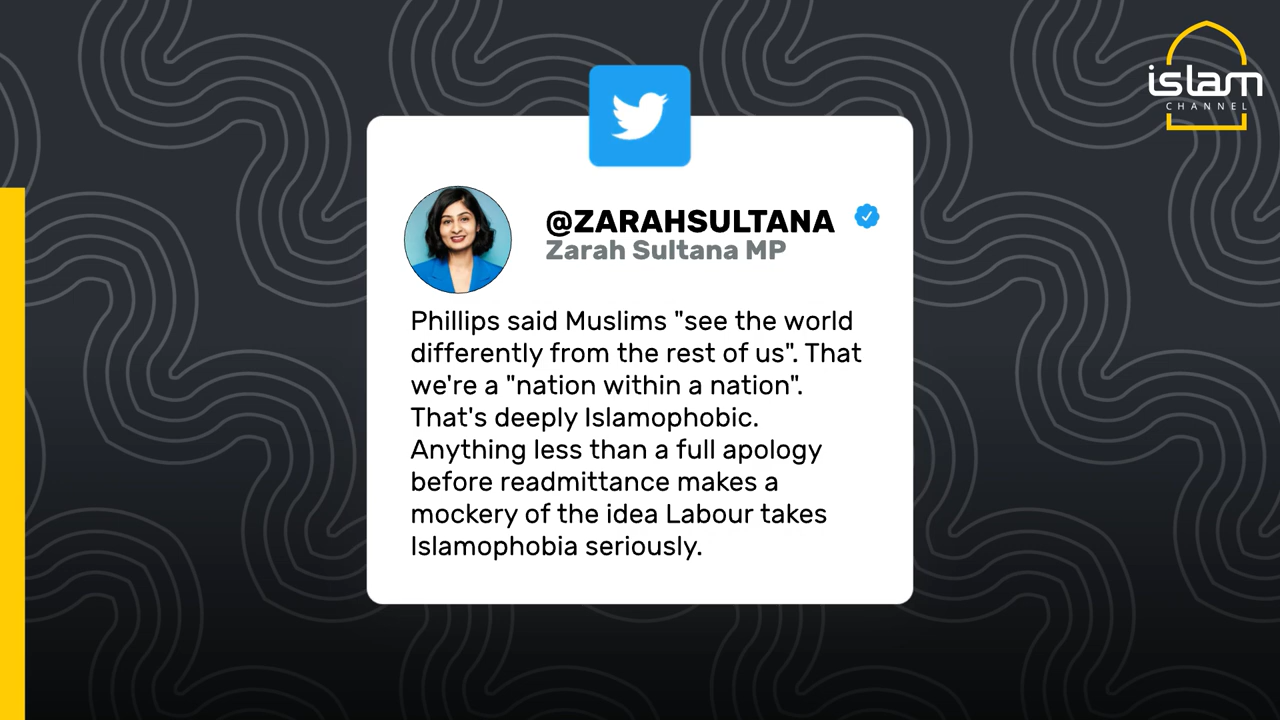 islam
CHANNEL
@ZARAHSULTANA
Zarah Sultana MP
Phillips said Muslims "see the world
differently from the rest of us". That
we're a "nation within a nation".
That's deeply Islamophobic.
Anything less than a full apology
before readmittance makes a
mockery of the idea Labour takes
Islamophobia seriously.